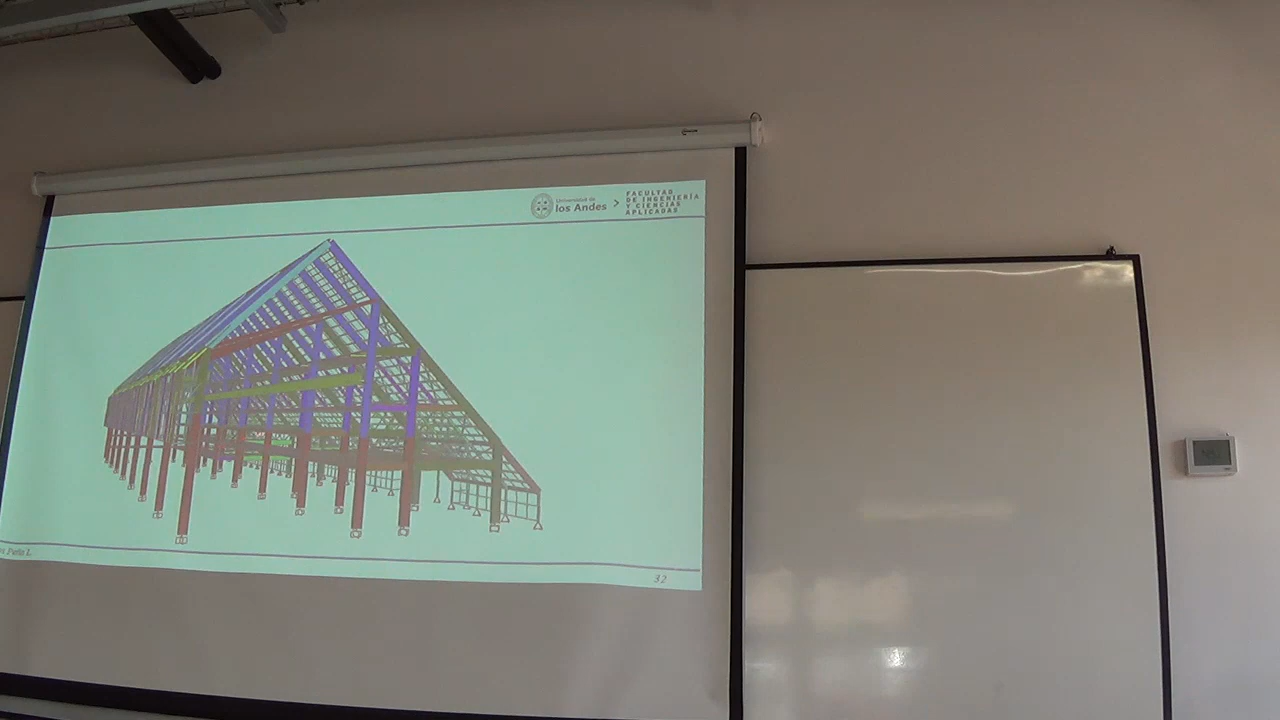 Universidad de
los Andes >
FACULTAD
DE INGENIERÍA
Y CIENCIAS
APLICADAS
32